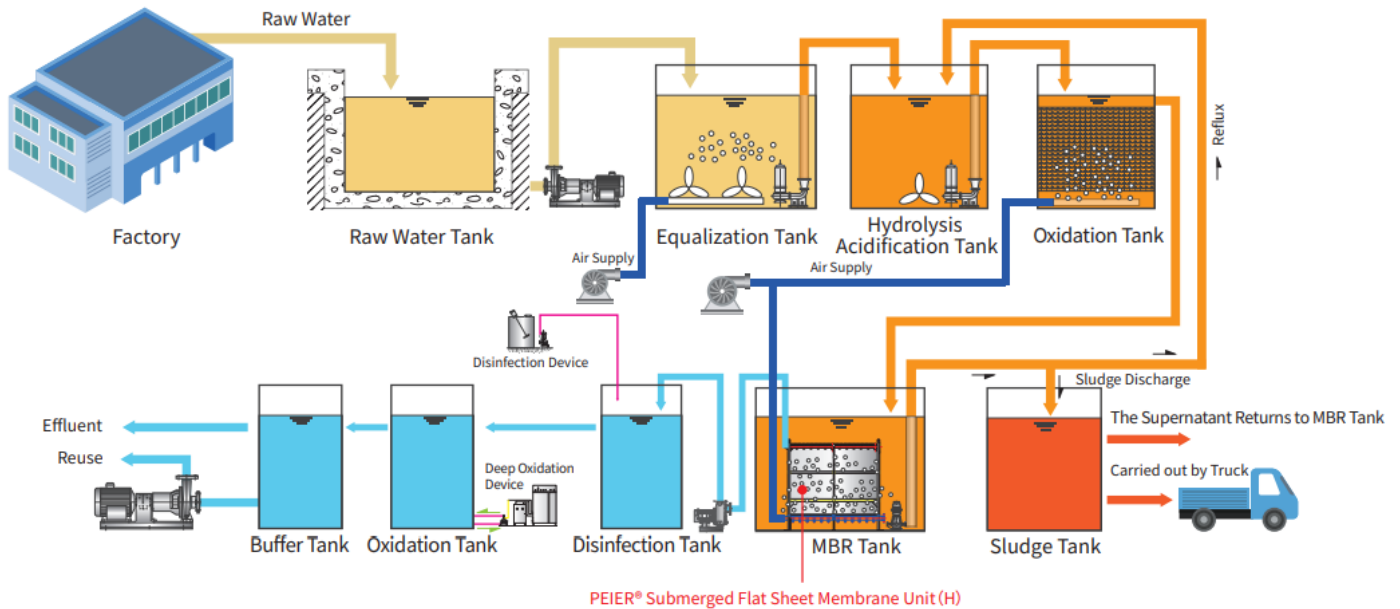 Raw Water
Factory
Raw Water Tank
Equalization Tank
Hydrolysis
Acidification Tank
Oxidation Tank
Reflux
Air Supply
Air Supply
Disinfection Device
Sludge Discharge
The Supernatant Returns to MBR Tank
Carried out by Truck
Effluent
Reuse
Deep Oxidation
Device
Buffer Tank
Oxidation Tank
Disinfection Tank
MBR Tank
Sludge Tank
PEIER® Submerged Flat Sheet Membrane Unit(H)